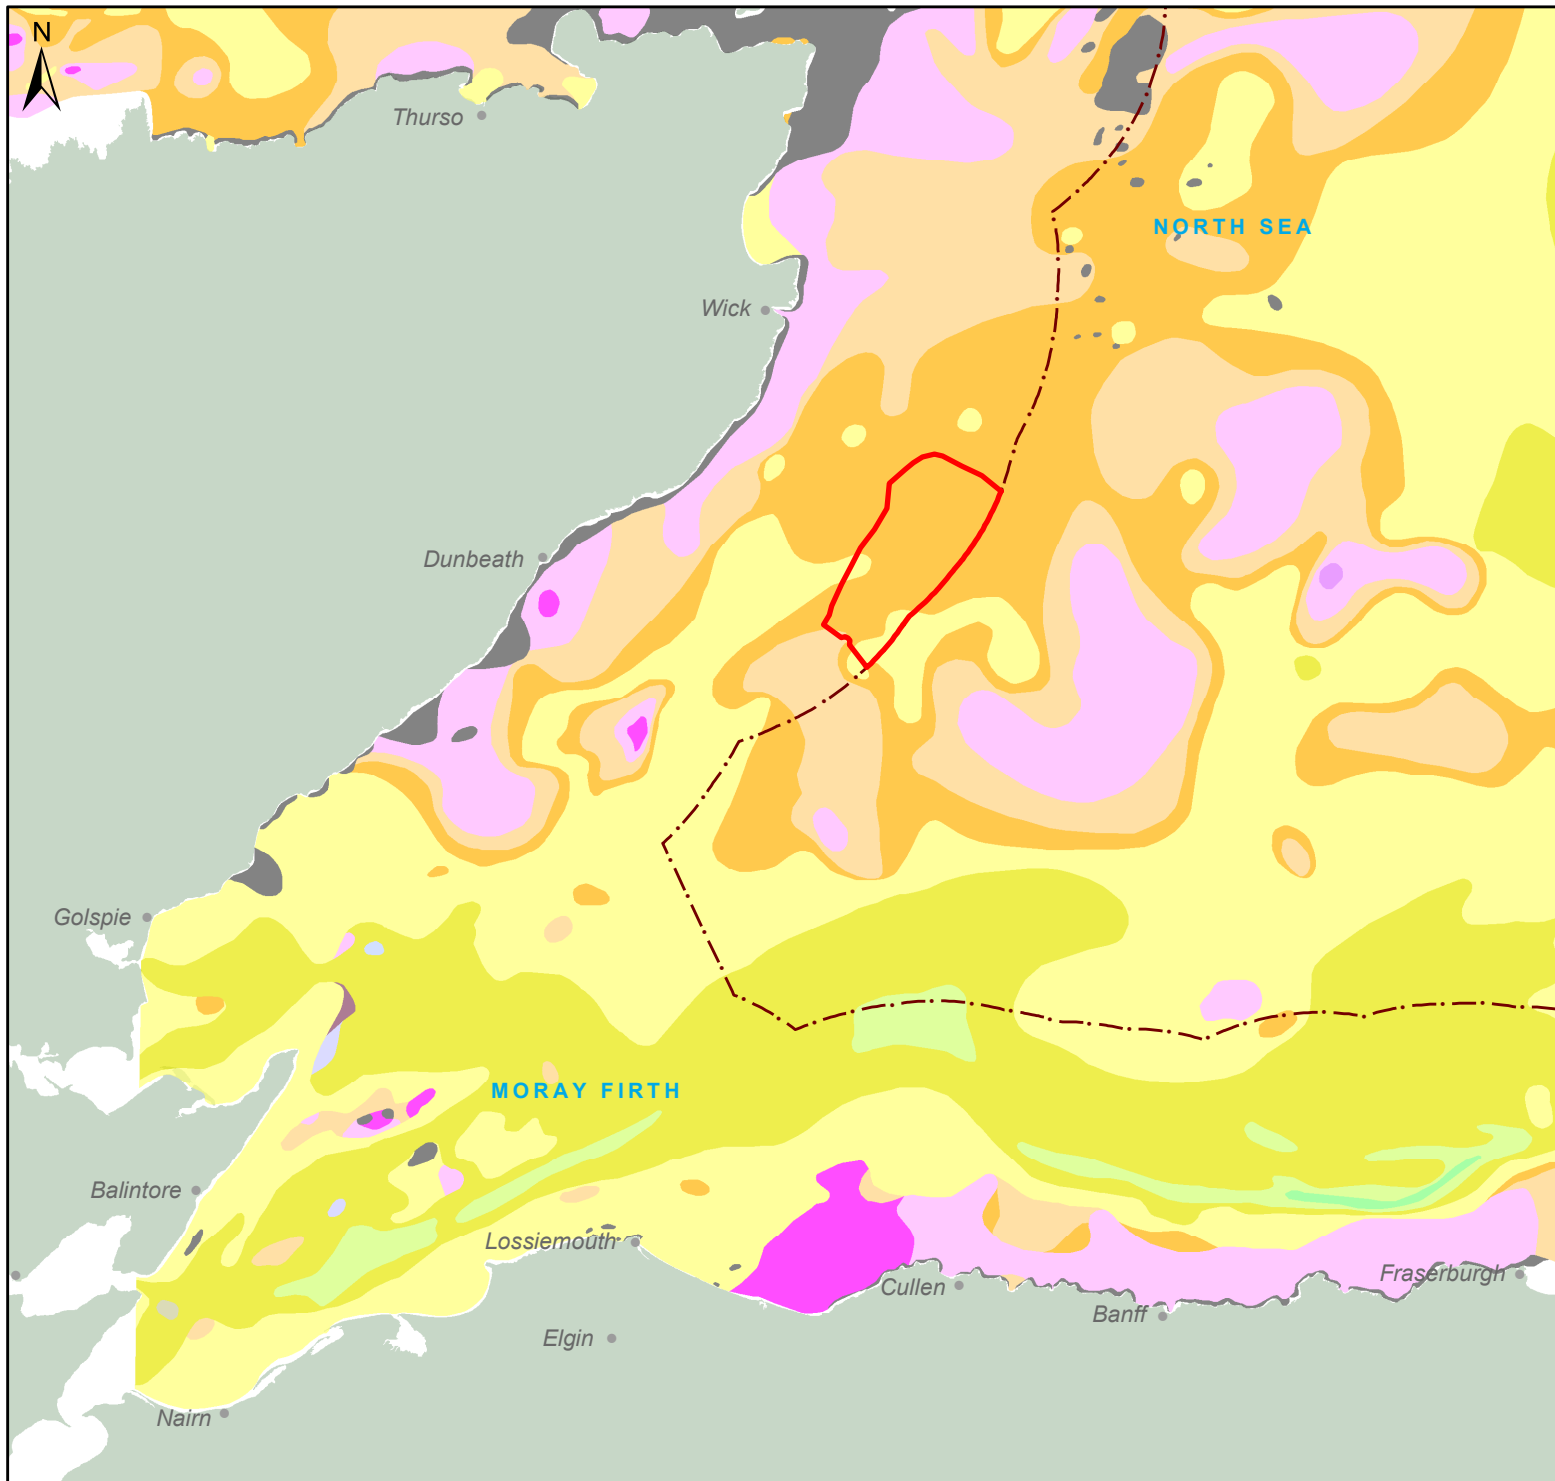 N
Thurso
NORTH SEA
Wick
Dunbeath
Golspie
MORAY FIRTH
Balintore
Lossiemouth
Fraserburgh
Cullen
Banff
Elgin
Nairn